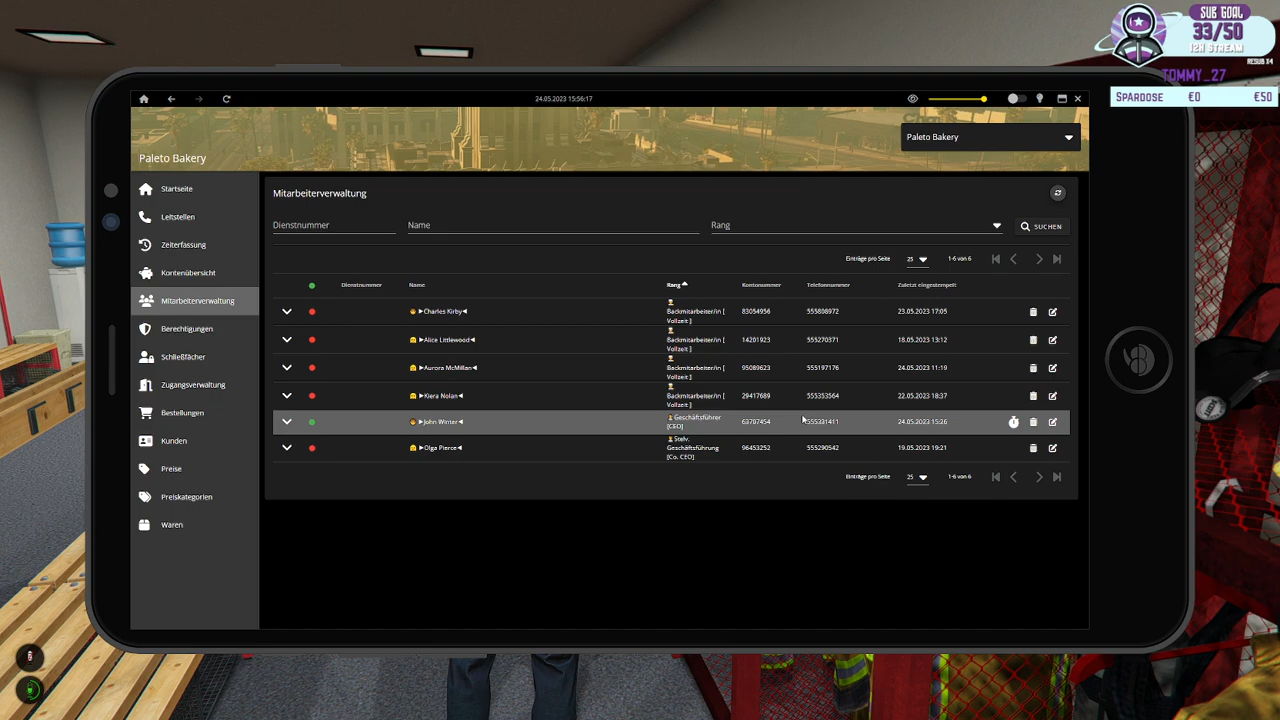 SUB GOAL
33/50
12H STREAM
RESUB X4
TOMMY_27
SPARDOSE €0 €50
24.05.2023 15:56:17
Paleto Bakery
Paleto Bakery
Startseite
Leitstellen
Zeiterfassung
Kontenübersicht
Mitarbeiterverwaltung
Berechtigungen
Schließfächer
Zugangsverwaltung
Bestellungen
Kunden
Preise
Preiskategorien
Waren
Mitarbeiterverwaltung
Dienstnummer Name Rang SUCHEN
Einträge pro Seite 25 1-6 von 6
Dienstnummer Name Rang Kontonummer Telefonnummer Zuletzt eingestempelt
►Charles Kirby◄ Backmitarbeiter/in [ Vollzeit ] 83054956 555808972 23.05.2023 17:05
►Alice Littlewood◄ Backmitarbeiter/in [ Vollzeit ] 14201923 555270371 18.05.2023 13:12
►Aurora McMillan◄ Backmitarbeiter/in [ Vollzeit ] 95089623 555197176 24.05.2023 11:19
►Kiera Nolan◄ Backmitarbeiter/in [ Vollzeit ] 29417689 555353564 22.05.2023 18:37
►John Winter◄ Geschäftsführer [CEO] 63707454 555331411 24.05.2023 15:26
►Olga Pierce◄ Stelv. Geschäftsführung [Co. CEO] 96453252 555290542 19.05.2023 19:21
Einträge pro Seite 25 1-6 von 6